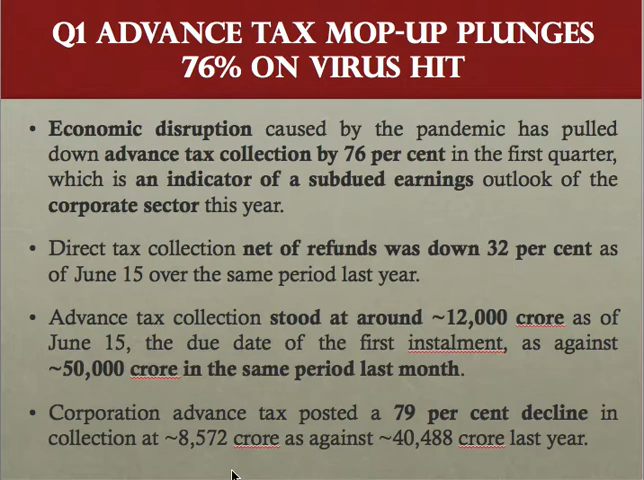 Q1 ADVANCE TAX MOP-UP PLUNGES
76% ON VIRUS HIT
• Economic disruption caused by the pandemic has pulled
down advance tax collection by 76 per cent in the first quarter,
which is an indicator of a subdued earnings outlook of the
corporate sector this year.
• Direct tax collection net of refunds was down 32 per cent as
of June 15 over the same period last year.
• Advance tax collection stood at around ~12,000 crore as of
June 15, the due date of the first instalment, as against
~50,000 crore in the same period last month.
• Corporation advance tax posted a 79 per cent decline in
collection at ~8,572 crore as against ~40,488 crore last year.